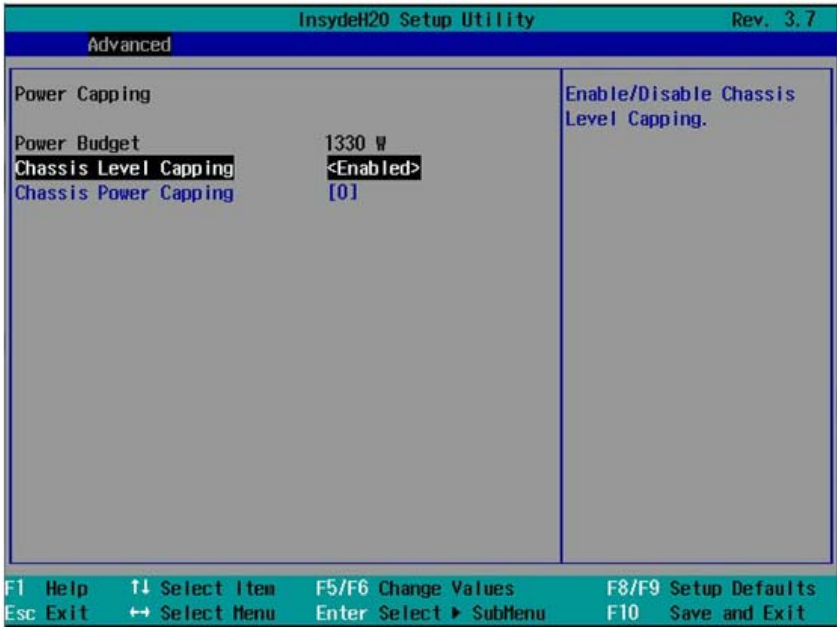 InsydeH20 Setup Utility Rev. 3.7
Advanced
Power Capping
Power Budget 1330 W
Chassis Level Capping <Enabled>
Chassis Power Capping [0]
Enable/Disable Chassis
Level Capping.
F1 Help ↑↓ Select Item F5/F6 Change Values F8/F9 Setup Defaults
Esc Exit ↔ Select Menu Enter Select ▶ SubMenu F10 Save and Exit